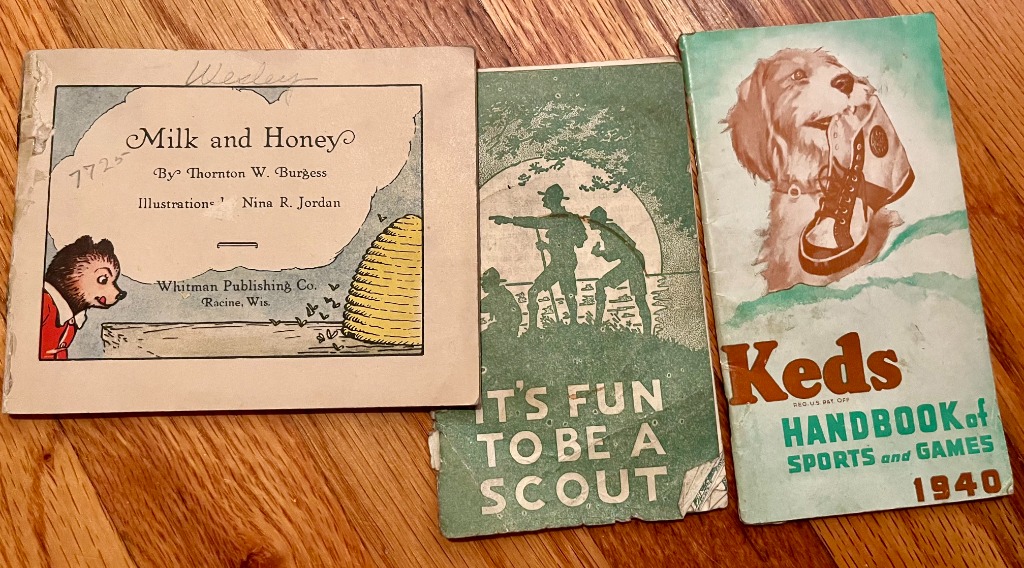 Wesley
Milk and Honey
7725
By Thornton W. Burgess
Illustrations Nina R. Jordan
Whitman Publishing Co.
Racine, Wis.
IT'S FUN
TO BE A
SCOUT
Keds
REG. U.S. PAT. OFF.
HANDBOOK of
SPORTS and GAMES
1940